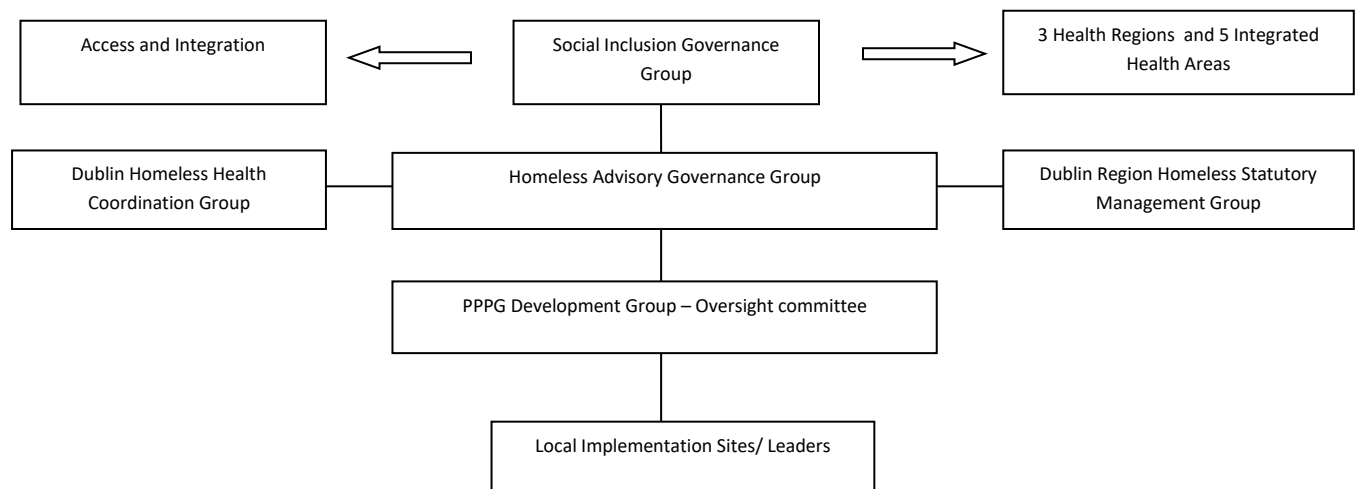 Access and Integration
Social Inclusion Governance
Group
3 Health Regions and 5 Integrated
Health Areas
Dublin Homeless Health
Coordination Group
Homeless Advisory Governance Group
Dublin Region Homeless Statutory
Management Group
PPPG Development Group – Oversight committee
Local Implementation Sites/ Leaders